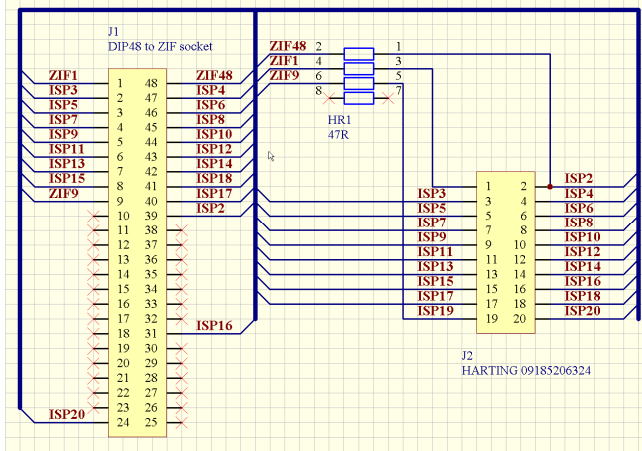 J1
DIP48 to ZIF socket
ZIF1 1 48 ZIF48
ISP3 2 47 ISP4
ISP5 3 46 ISP6
ISP7 4 45 ISP8
ISP9 5 44 ISP10
ISP11 6 43 ISP12
ISP13 7 42 ISP14
ISP15 8 41 ISP18
ZIF9 9 40 ISP17
10 39 ISP2
11 38
12 37
13 36
14 35
15 34
16 33
17 32
18 31 ISP16
19 30
20 29
21 28
22 27
23 26
ISP20 24 25
ZIF48 2 1
ZIF1 4 3
ZIF9 6 5
8 7
HR1
47R
1 2 ISP2
ISP3 3 4 ISP4
ISP5 5 6 ISP6
ISP7 7 8 ISP8
ISP9 9 10 ISP10
ISP11 11 12 ISP12
ISP13 13 14 ISP14
ISP15 15 16 ISP16
ISP17 17 18 ISP18
ISP19 19 20 ISP20
J2
HARTING 09185206324